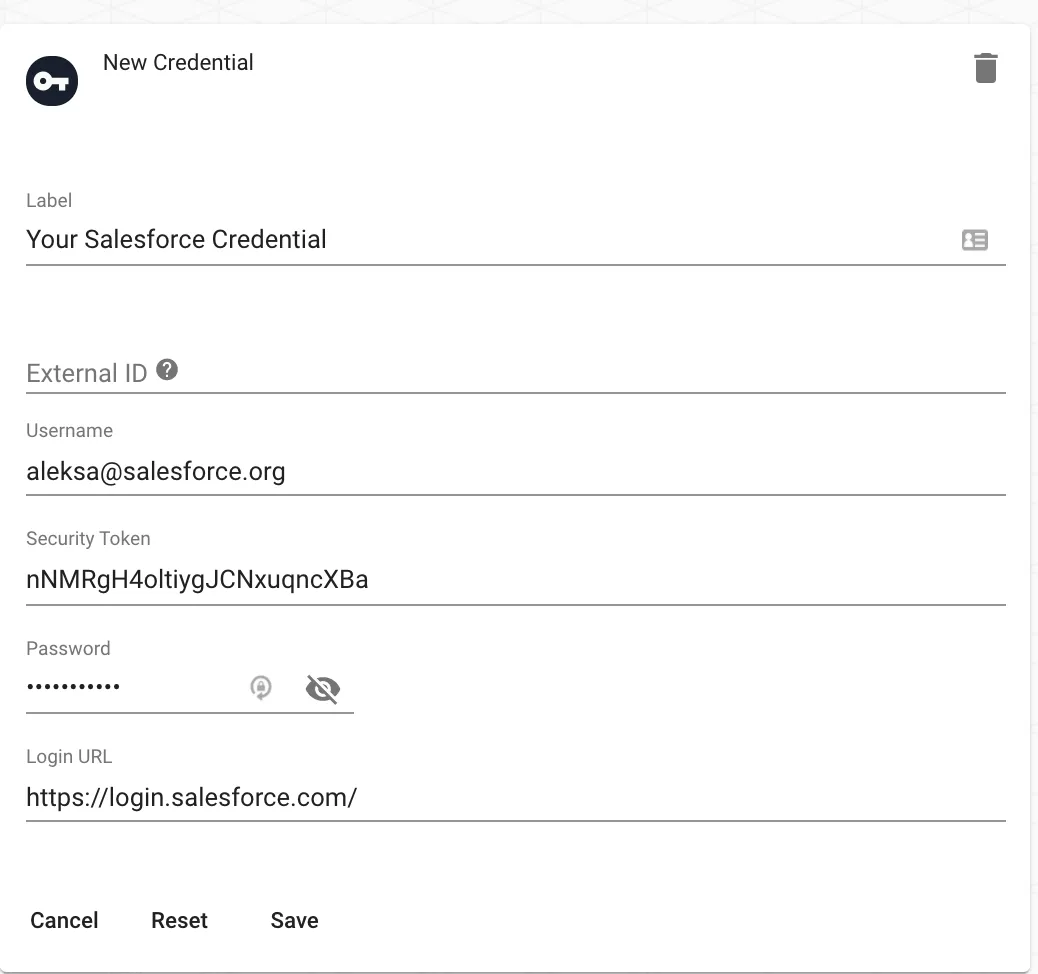 New Credential
Label
Your Salesforce Credential
External ID ?
Username
aleksa@salesforce.org
Security Token
nNMRgH4oltiygJCNxuqncXBa
Password
•••••••••••
Login URL
https://login.salesforce.com/
Cancel Reset Save